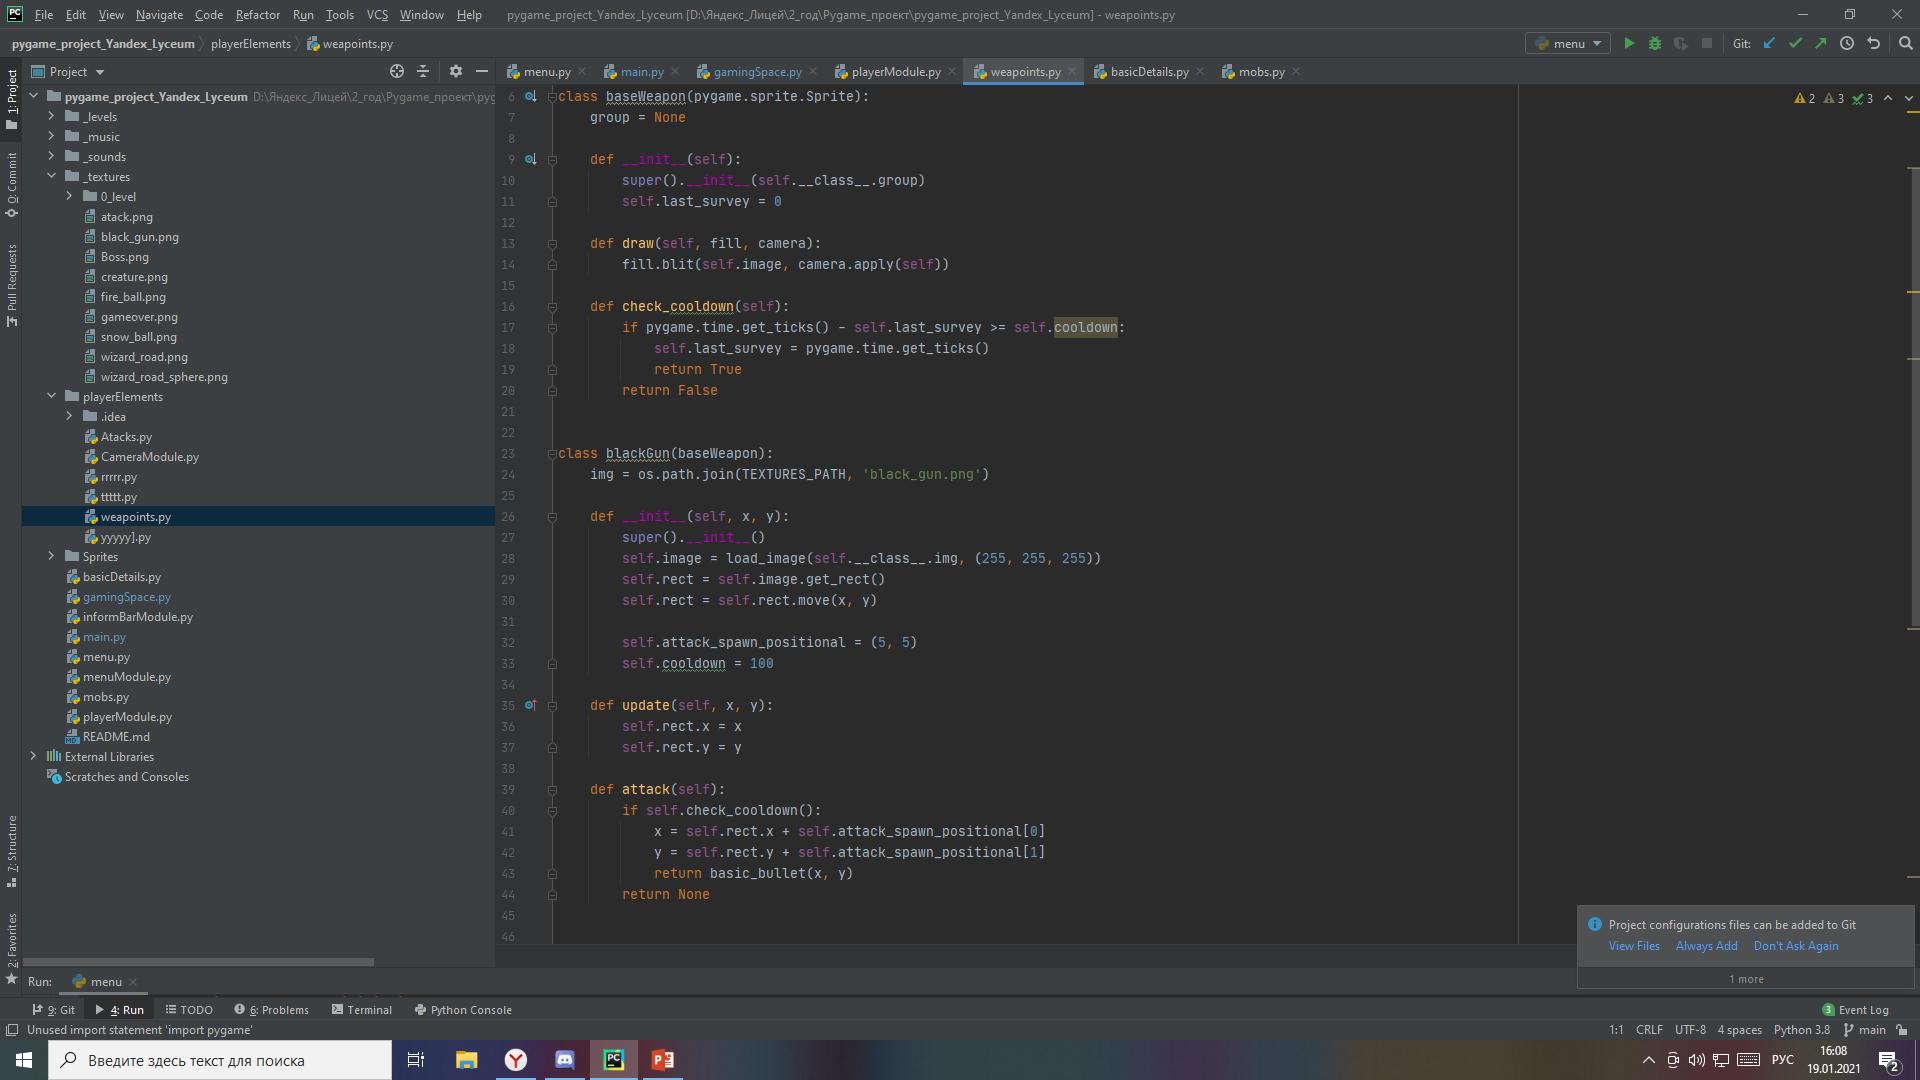 PC File Edit View Navigate Code Refactor Run Tools VCS Window Help pygame_project_Yandex_Lyceum [D:\Яндекс_Лицей\2_год\Pygame_проект\pygame_project_Yandex_Lyceum] - weapoints.py
pygame_project_Yandex_Lyceum playerElements weapoints.py menu Git:
Project menu.py main.py gamingSpace.py playerModule.py weapoints.py basicDetails.py mobs.py
1: Project
0: Commit
Pull Requests
7: Structure
2: Favorites
pygame_project_Yandex_Lyceum D:\Яндекс_Лицей\2_год\Pygame_проект\pyg
_levels
_music
_sounds
_textures
0_level
atack.png
black_gun.png
Boss.png
creature.png
fire_ball.png
gameover.png
snow_ball.png
wizard_road.png
wizard_road_sphere.png
playerElements
.idea
Atacks.py
CameraModule.py
rrrrr.py
ttttt.py
weapoints.py
yyyyy].py
Sprites
basicDetails.py
gamingSpace.py
informBarModule.py
main.py
menu.py
menuModule.py
mobs.py
playerModule.py
README.md
External Libraries
Scratches and Consoles
2 3 3
6 class baseWeapon(pygame.sprite.Sprite):
7 group = None
8
9 def __init__(self):
10 super().__init__(self.__class__.group)
11 self.last_survey = 0
12
13 def draw(self, fill, camera):
14 fill.blit(self.image, camera.apply(self))
15
16 def check_cooldown(self):
17 if pygame.time.get_ticks() - self.last_survey >= self.cooldown:
18 self.last_survey = pygame.time.get_ticks()
19 return True
20 return False
21
22
23 class blackGun(baseWeapon):
24 img = os.path.join(TEXTURES_PATH, 'black_gun.png')
25
26 def __init__(self, x, y):
27 super().__init__()
28 self.image = load_image(self.__class__.img, (255, 255, 255))
29 self.rect = self.image.get_rect()
30 self.rect = self.rect.move(x, y)
31
32 self.attack_spawn_positional = (5, 5)
33 self.cooldown = 100
34
35 def update(self, x, y):
36 self.rect.x = x
37 self.rect.y = y
38
39 def attack(self):
40 if self.check_cooldown():
41 x = self.rect.x + self.attack_spawn_positional[0]
42 y = self.rect.y + self.attack_spawn_positional[1]
43 return basic_bullet(x, y)
44 return None
45
46
Project configurations files can be added to Git
View Files Always Add Don't Ask Again
1 more
Run: menu
9: Git 4: Run TODO 6: Problems Terminal Python Console 3 Event Log
Unused import statement 'import pygame' 1:1 CRLF UTF-8 4 spaces Python 3.8 main
Введите здесь текст для поиска
РУС
16:08
19.01.2021
2